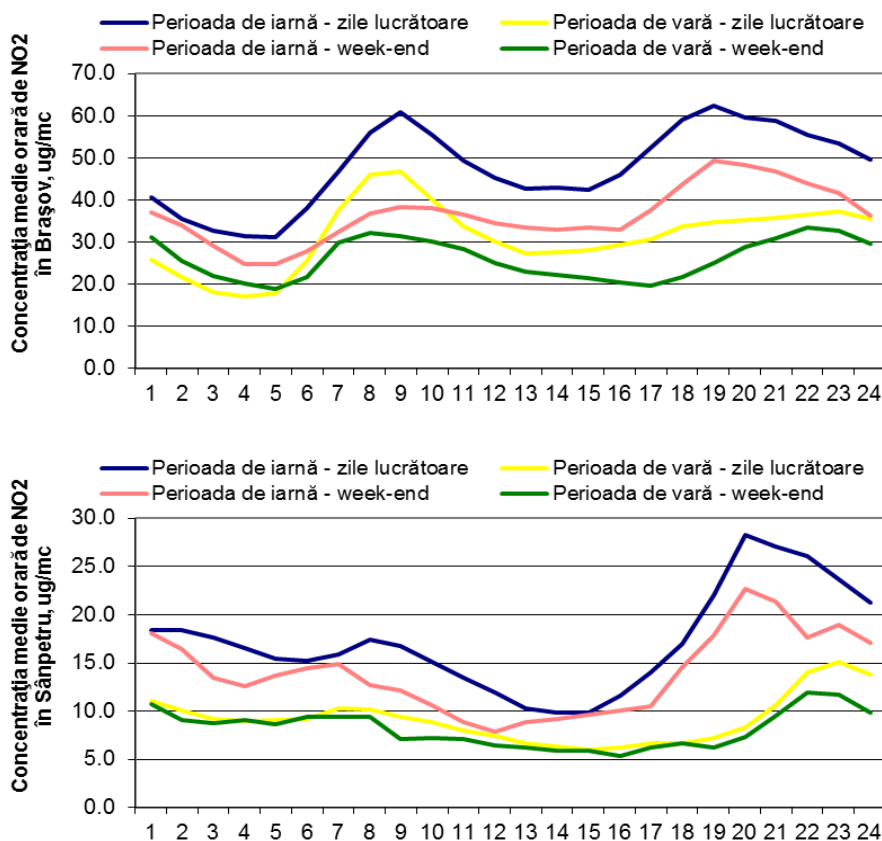 Perioada de iarnă - zile lucrătoare Perioada de vară - zile lucrătoare
Perioada de iarnă - week-end Perioada de vară - week-end
Concentraţia medie orară de NO2
în Braşov, ug/mc
70.0
60.0
50.0
40.0
30.0
20.0
10.0
0.0
1 2 3 4 5 6 7 8 9 10 11 12 13 14 15 16 17 18 19 20 21 22 23 24
Perioada de iarnă - zile lucrătoare Perioada de vară - zile lucrătoare
Perioada de iarnă - week-end Perioada de vară - week-end
Concentraţia medie orară de NO2
în Sânpetru, ug/mc
30.0
25.0
20.0
15.0
10.0
5.0
0.0
1 2 3 4 5 6 7 8 9 10 11 12 13 14 15 16 17 18 19 20 21 22 23 24